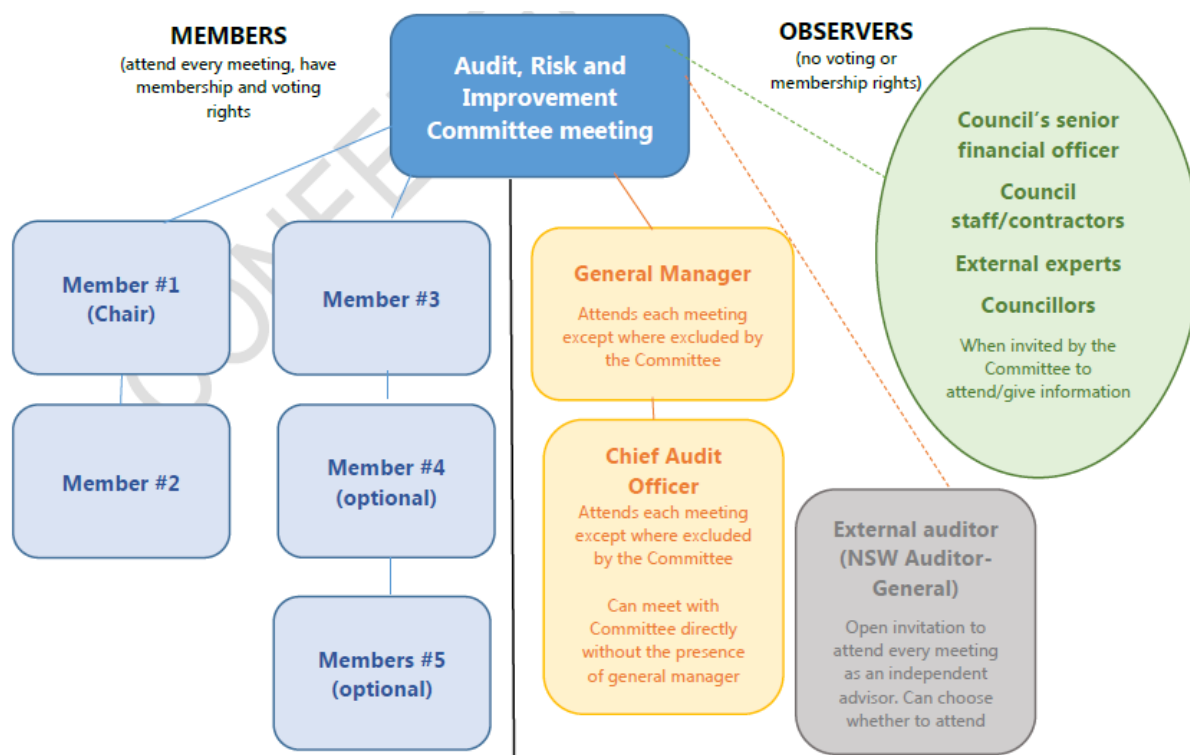 MEMBERS
(attend every meeting, have
membership and voting
rights
Audit, Risk and
Improvement
Committee meeting
OBSERVERS
(no voting or
membership rights)
Council's senior
financial officer
Council
staff/contractors
External experts
Councillors
When invited by the
Committee to
attend/give information
Member #1
(Chair)
Member #3
General Manager
Attends each meeting
except where excluded by
the Committee
Member #2
Member #4
(optional)
Chief Audit
Officer
Attends each meeting
except where excluded
by the Committee
Can meet with
Committee directly
without the presence
of general manager
External auditor
(NSW Auditor-
General)
Open invitation to
attend every meeting
as an independent
advisor. Can choose
whether to attend
Members #5
(optional)